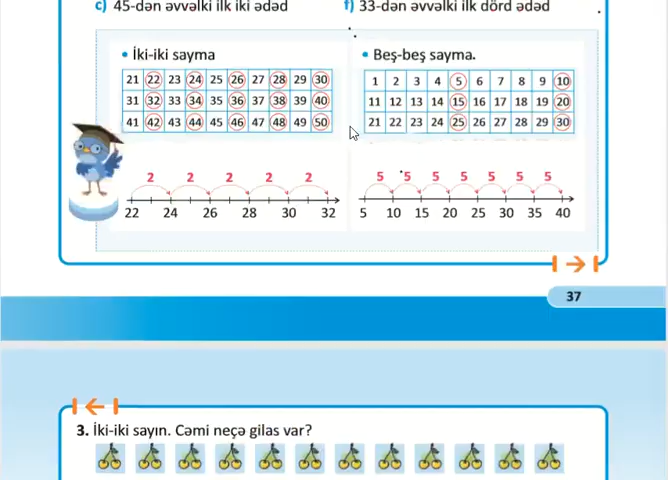 c) 45-dən əvvəlki ilk iki ədəd
f) 33-dən əvvəlki ilk dörd ədəd
• İki-iki sayma
21 22 23 24 25 26 27 28 29 30
31 32 33 34 35 36 37 38 39 40
41 42 43 44 45 46 47 48 49 50
2 2 2 2 2
22 24 26 28 30 32
• Beş-beş sayma.
1 2 3 4 5 6 7 8 9 10
11 12 13 14 15 16 17 18 19 20
21 22 23 24 25 26 27 28 29 30
5 5 5 5 5 5 5
5 10 15 20 25 30 35 40
37
3. İki-iki sayın. Cəmi neçə gilas var?